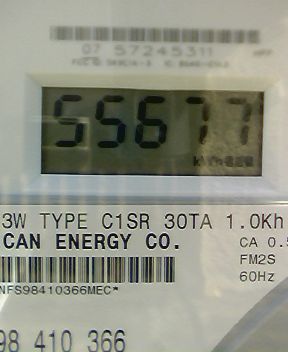 07 57245311
55677
kWh
3W TYPE C1SR 30TA 1.0Kh
CAN ENERGY CO. CA 0.5
FM2S
60Hz
NFS98410366MEC*
98 410 366